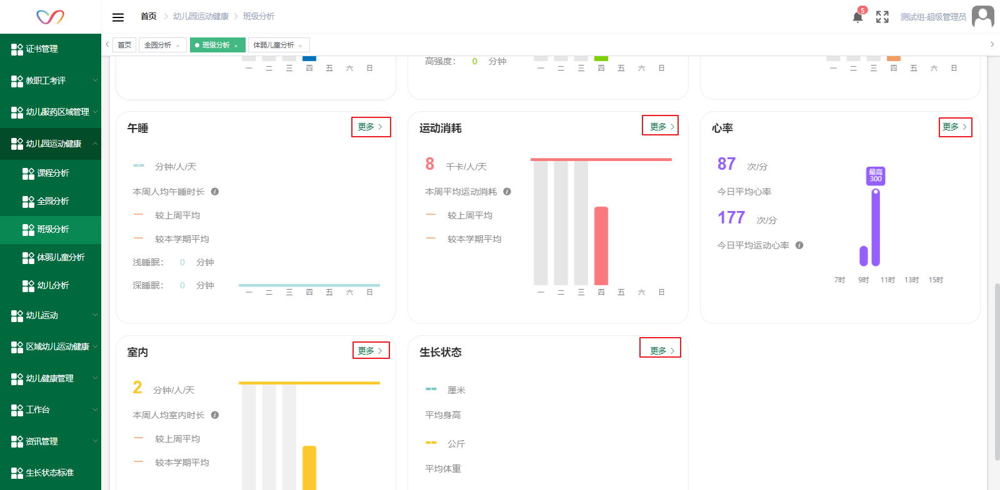 首页 幼儿园运动健康 班级分析
5
测试组-超级管理员
首页 全园分析 班级分析 体弱儿童分析
证书管理
教职工考评
幼儿服药区域管理
幼儿园运动健康
课程分析
全园分析
班级分析
体弱儿童分析
幼儿分析
幼儿运动
区域幼儿运动健康
幼儿健康管理
工作台
资讯管理
生长状态标准
一 二 三 四 五 六 日
高强度： 0 分钟
一 二 三 四 五 六 日
一 二 三 四 五 六 日
午睡
更多
-- 分钟/人/天
本周人均午睡时长
一 较上周平均
一 较本学期平均
浅睡眠： 0 分钟
深睡眠： 0 分钟
一 二 三 四 五 六 日
运动消耗
更多
8 千卡/人/天
本周平均运动消耗
一 较上周平均
一 较本学期平均
一 二 三 四 五 六 日
心率
更多
87 次/分
今日平均心率
177 次/分
今日平均运动心率
最高
300
7时 9时 11时 13时 15时
室内
更多
2 分钟/人/天
本周人均室内时长
一 较上周平均
一 较本学期平均
生长状态
更多
-- 厘米
平均身高
-- 公斤
平均体重